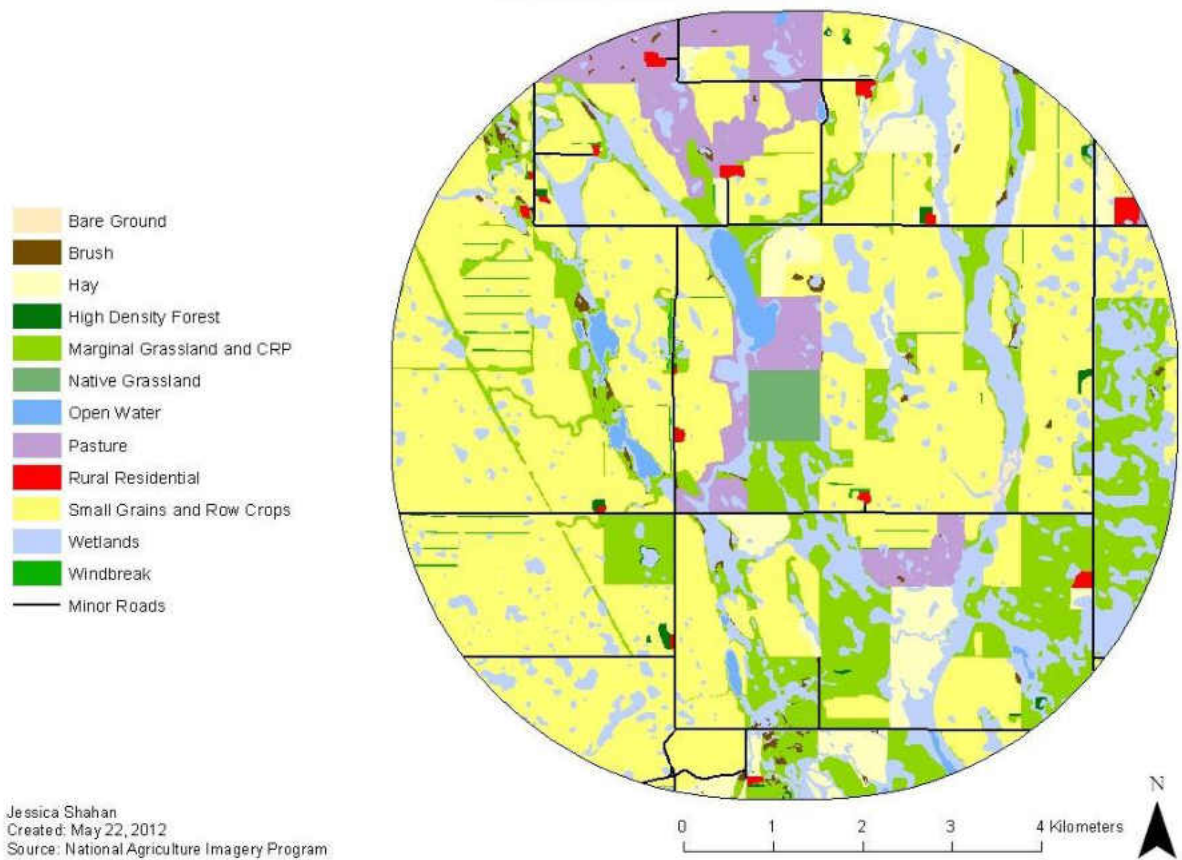 Bare Ground
Brush
Hay
High Density Forest
Marginal Grassland and CRP
Native Grassland
Open Water
Pasture
Rural Residential
Small Grains and Row Crops
Wetlands
Windbreak
Minor Roads
Jessica Shahan
Created: May 22, 2012
Source: National Agriculture Imagery Program
0 1 2 3 4 Kilometers
N